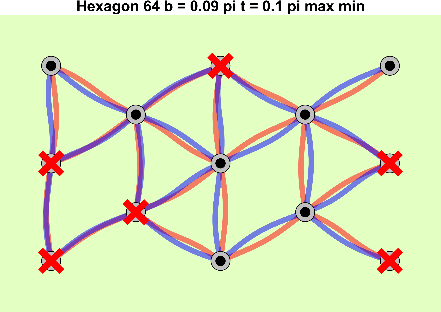 Hexagon 64 b = 0.09 pi t = 0.1 pi max min